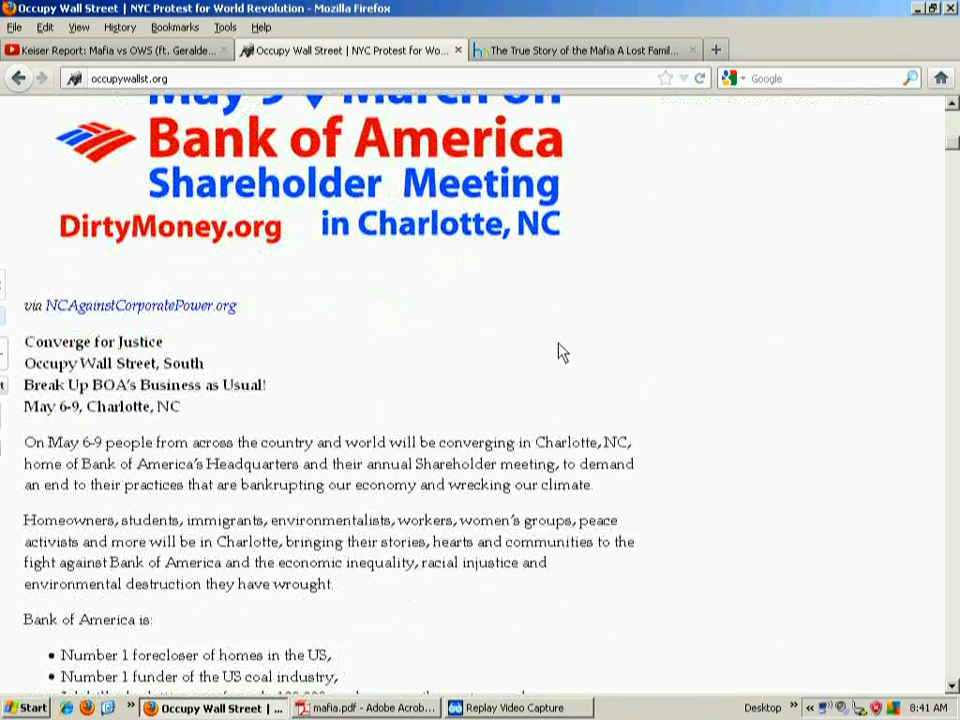 Occupy Wall Street | NYC Protest for World Revolution - Mozilla Firefox
File Edit View History Bookmarks Tools Help
Keiser Report: Mafia vs OWS (ft. Geralde...
Occupy Wall Street | NYC Protest for Wo...
The True Story of the Mafia A Lost Famil...
occupywallst.org
Google
May 9 March on
Bank of America
Shareholder Meeting
DirtyMoney.org in Charlotte, NC
via NCAgainstCorporatePower.org
Converge for Justice
Occupy Wall Street, South
Break Up BOA's Business as Usual!
May 6-9, Charlotte, NC
On May 6-9 people from across the country and world will be converging in Charlotte, NC,
home of Bank of America's Headquarters and their annual Shareholder meeting, to demand
an end to their practices that are bankrupting our economy and wrecking our climate.
Homeowners, students, immigrants, environmentalists, workers, women's groups, peace
activists and more will be in Charlotte, bringing their stories, hearts and communities to the
fight against Bank of America and the economic inequality, racial injustice and
environmental destruction they have wrought.
Bank of America is:
• Number 1 forecloser of homes in the US,
• Number 1 funder of the US coal industry,
Start
Occupy Wall Street | ...
mafia.pdf - Adobe Acrob...
Replay Video Capture
Desktop
8:41 AM